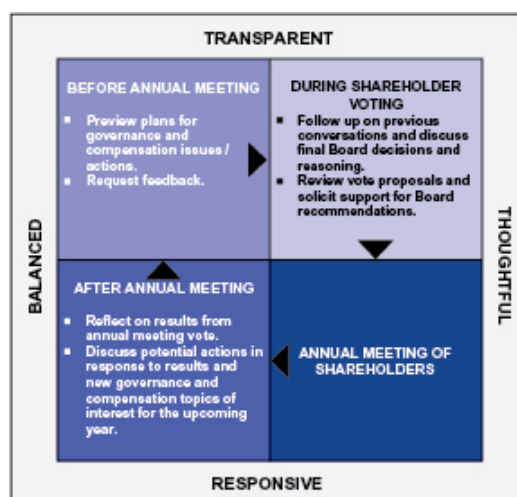 TRANSPARENT
BEFORE ANNUAL MEETING
▪ Preview plans for
governance and
compensation issues /
actions.
▪ Request feedback.
DURING SHAREHOLDER
VOTING
▪ Follow up on previous
conversations and discuss
final Board decisions and
reasoning.
▪ Review vote proposals and
solicit support for Board
recommendations.
BALANCED
THOUGHTFUL
AFTER ANNUAL MEETING
▪ Reflect on results from
annual meeting vote.
▪ Discuss potential actions in
response to results and
new governance and
compensation topics of
interest for the upcoming
year.
ANNUAL MEETING OF
SHAREHOLDERS
RESPONSIVE